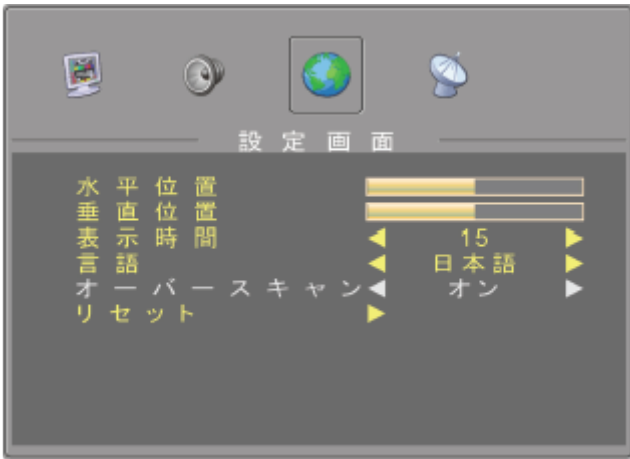 設定画面
水平位置
垂直位置
表示時間 15
言語 日本語
オーバースキャン オン
リセット